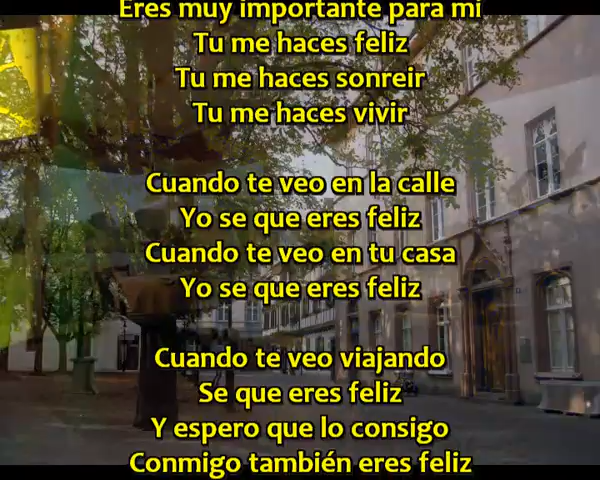 Eres muy importante para mi
Tu me haces feliz
Tu me haces sonreir
Tu me haces vivir
Cuando te veo en la calle
Yo se que eres feliz
Cuando te veo en tu casa
Yo se que eres feliz
Cuando te veo viajando
Se que eres feliz
Y espero que lo consigo
Conmigo también eres feliz